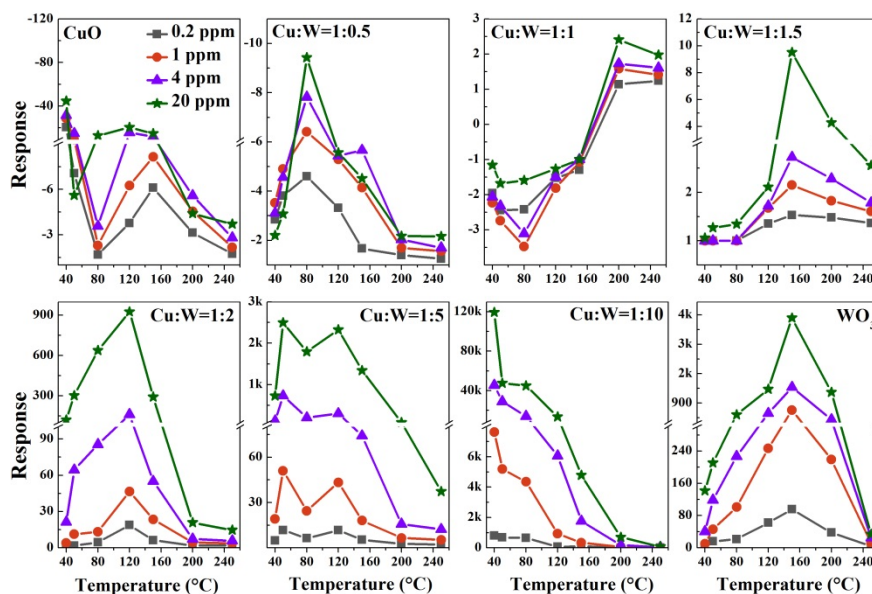 CuO
0.2 ppm
1 ppm
4 ppm
20 ppm
-120
-80
-40
-6
-3
Response
40 80 120 160 200 240
Cu:W=1:0.5
-10
-8
-6
-4
-2
40 80 120 160 200 240
Cu:W=1:1
3
2
1
0
-1
-2
-3
40 80 120 160 200 240
Cu:W=1:1.5
12
10
8
6
4
2
1
40 80 120 160 200 240
Cu:W=1:2
900
600
300
90
60
30
0
Response
40 80 120 160 200 240
Temperature (°C)
Cu:W=1:5
3k
2k
1k
60
30
40 80 120 160 200 240
Temperature (°C)
Cu:W=1:10
120k
80k
40k
6k
4k
2k
0
40 80 120 160 200 240
Temperature (°C)
WO3
4k
3k
2k
1k
900
240
160
80
0
40 80 120 160 200 240
Temperature (°C)